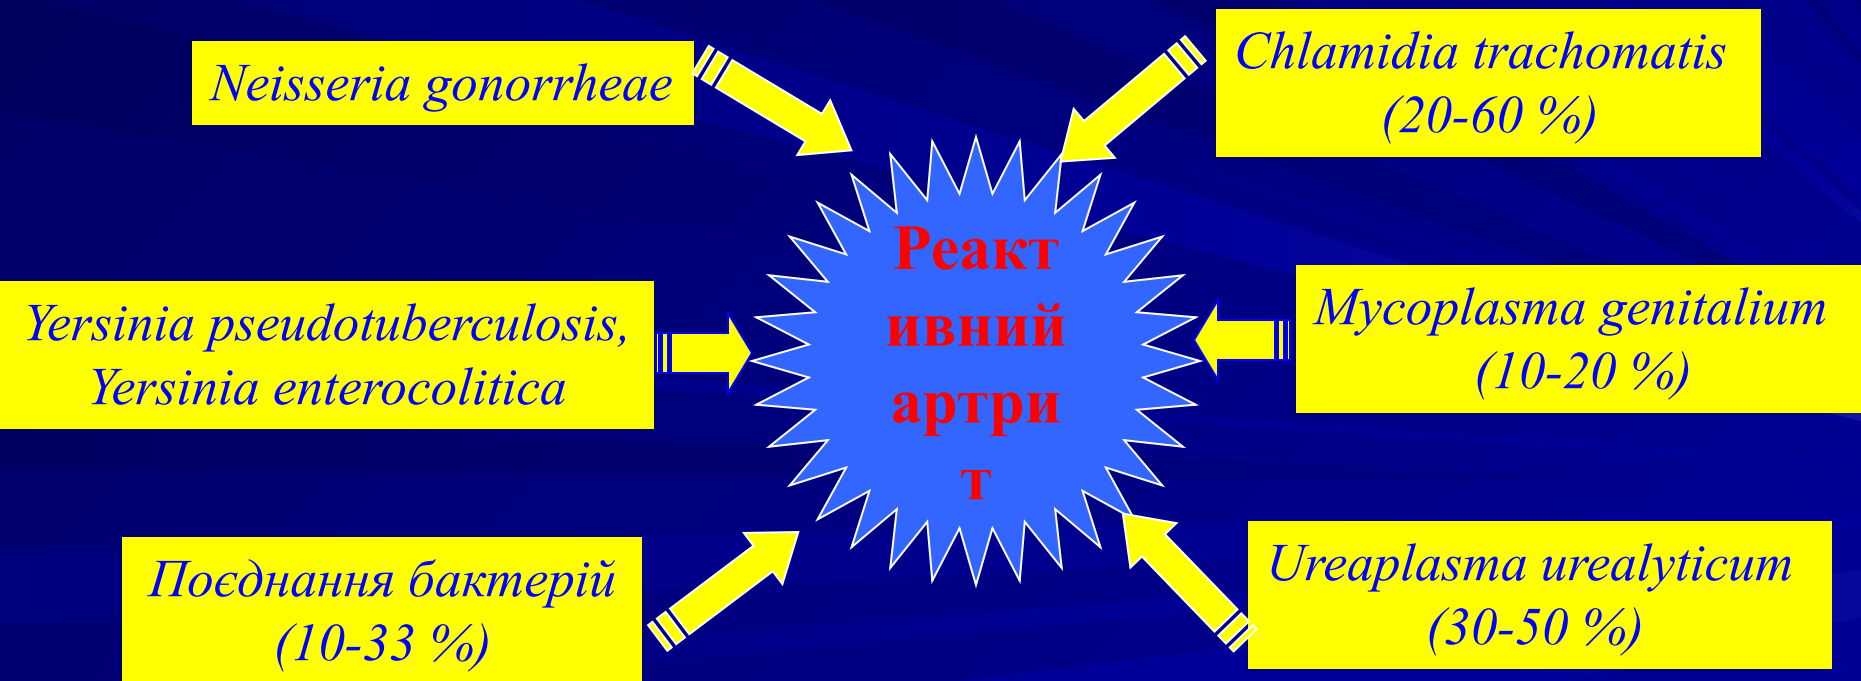 Neisseria gonorrheae
Chlamidia trachomatis
(20-60 %)
Yersinia pseudotuberculosis,
Yersinia enterocolitica
Реакт
ивний
артри
т
Mycoplasma genitalium
(10-20 %)
Поєднання бактерій
(10-33 %)
Ureaplasma urealyticum
(30-50 %)